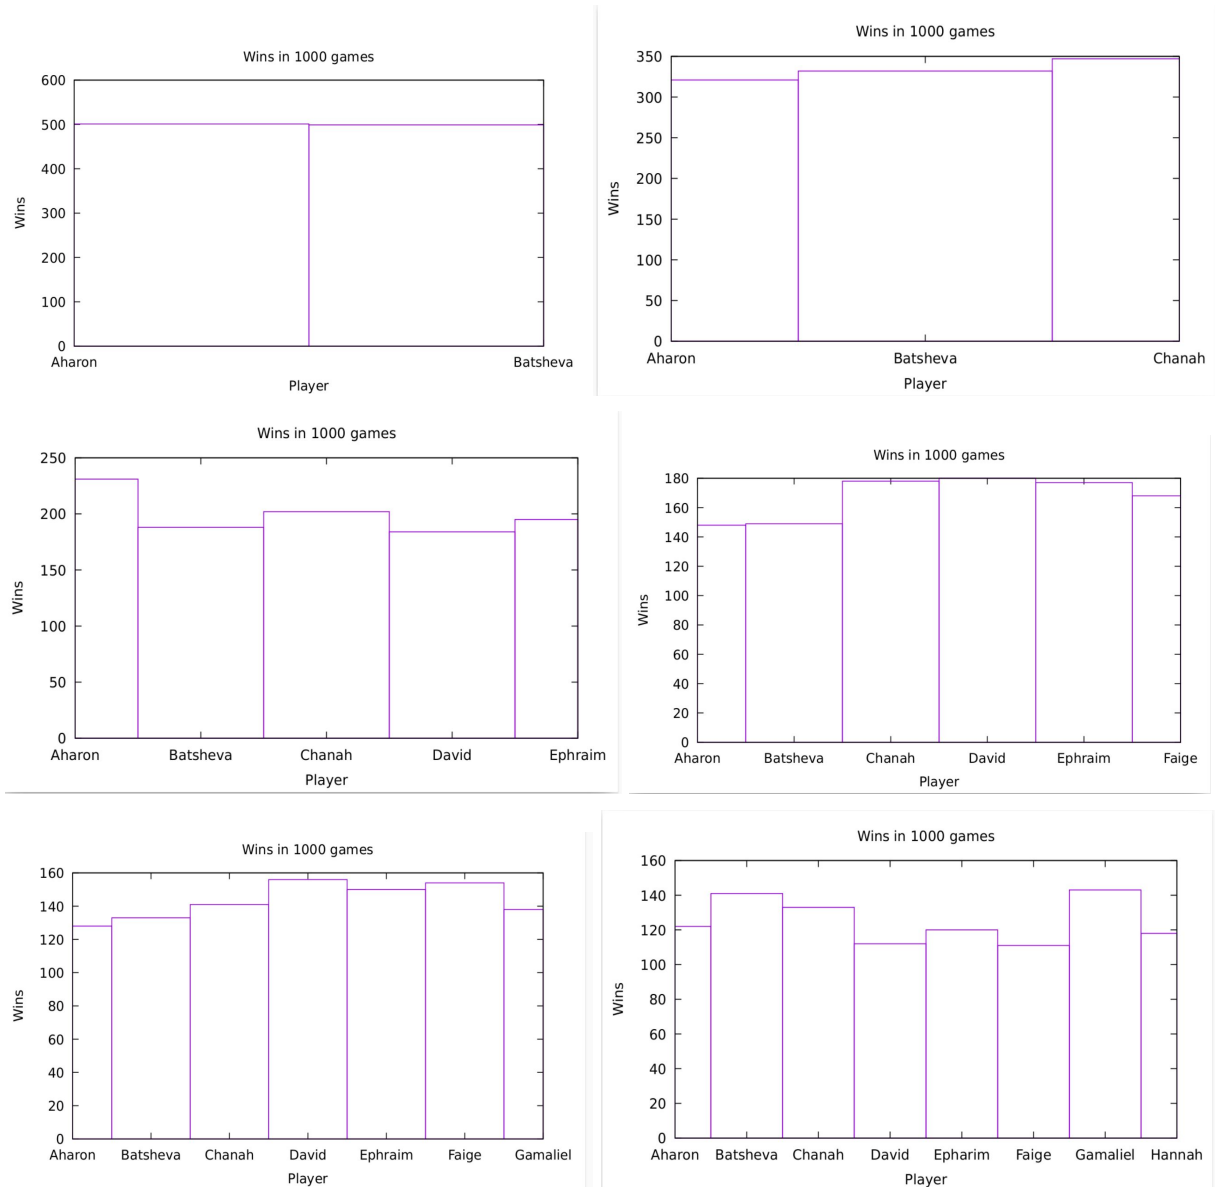 Wins in 1000 games
600
500
400
300
200
100
0
Wins
Aharon Batsheva
Player
Wins in 1000 games
350
300
250
200
150
100
50
0
Wins
Aharon Batsheva Chanah
Player
Wins in 1000 games
250
200
150
100
50
0
Wins
Aharon Batsheva Chanah David Ephraim
Player
Wins in 1000 games
180
160
140
120
100
80
60
40
20
0
Wins
Aharon Batsheva Chanah David Ephraim Faige
Player
Wins in 1000 games
160
140
120
100
80
60
40
20
0
Wins
Aharon Batsheva Chanah David Ephraim Faige Gamaliel
Player
Wins in 1000 games
160
140
120
100
80
60
40
20
0
Wins
Aharon Batsheva Chanah David Epharim Faige Gamaliel Hannah
Player